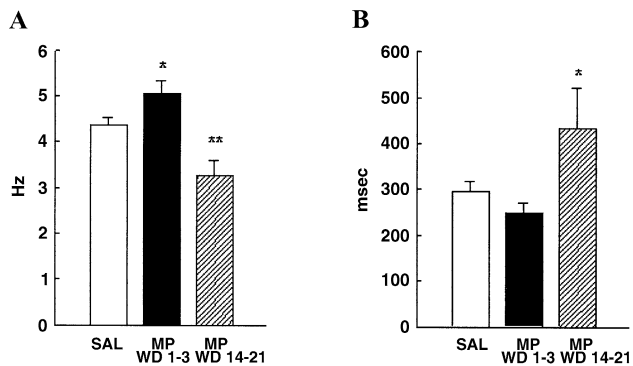 A
B
6
5
4
3
2
1
0
Hz
*
**
SAL
MP
WD 1-3
MP
WD 14-21
600
500
400
300
200
100
0
msec
*
SAL
MP
WD 1-3
MP
WD 14-21